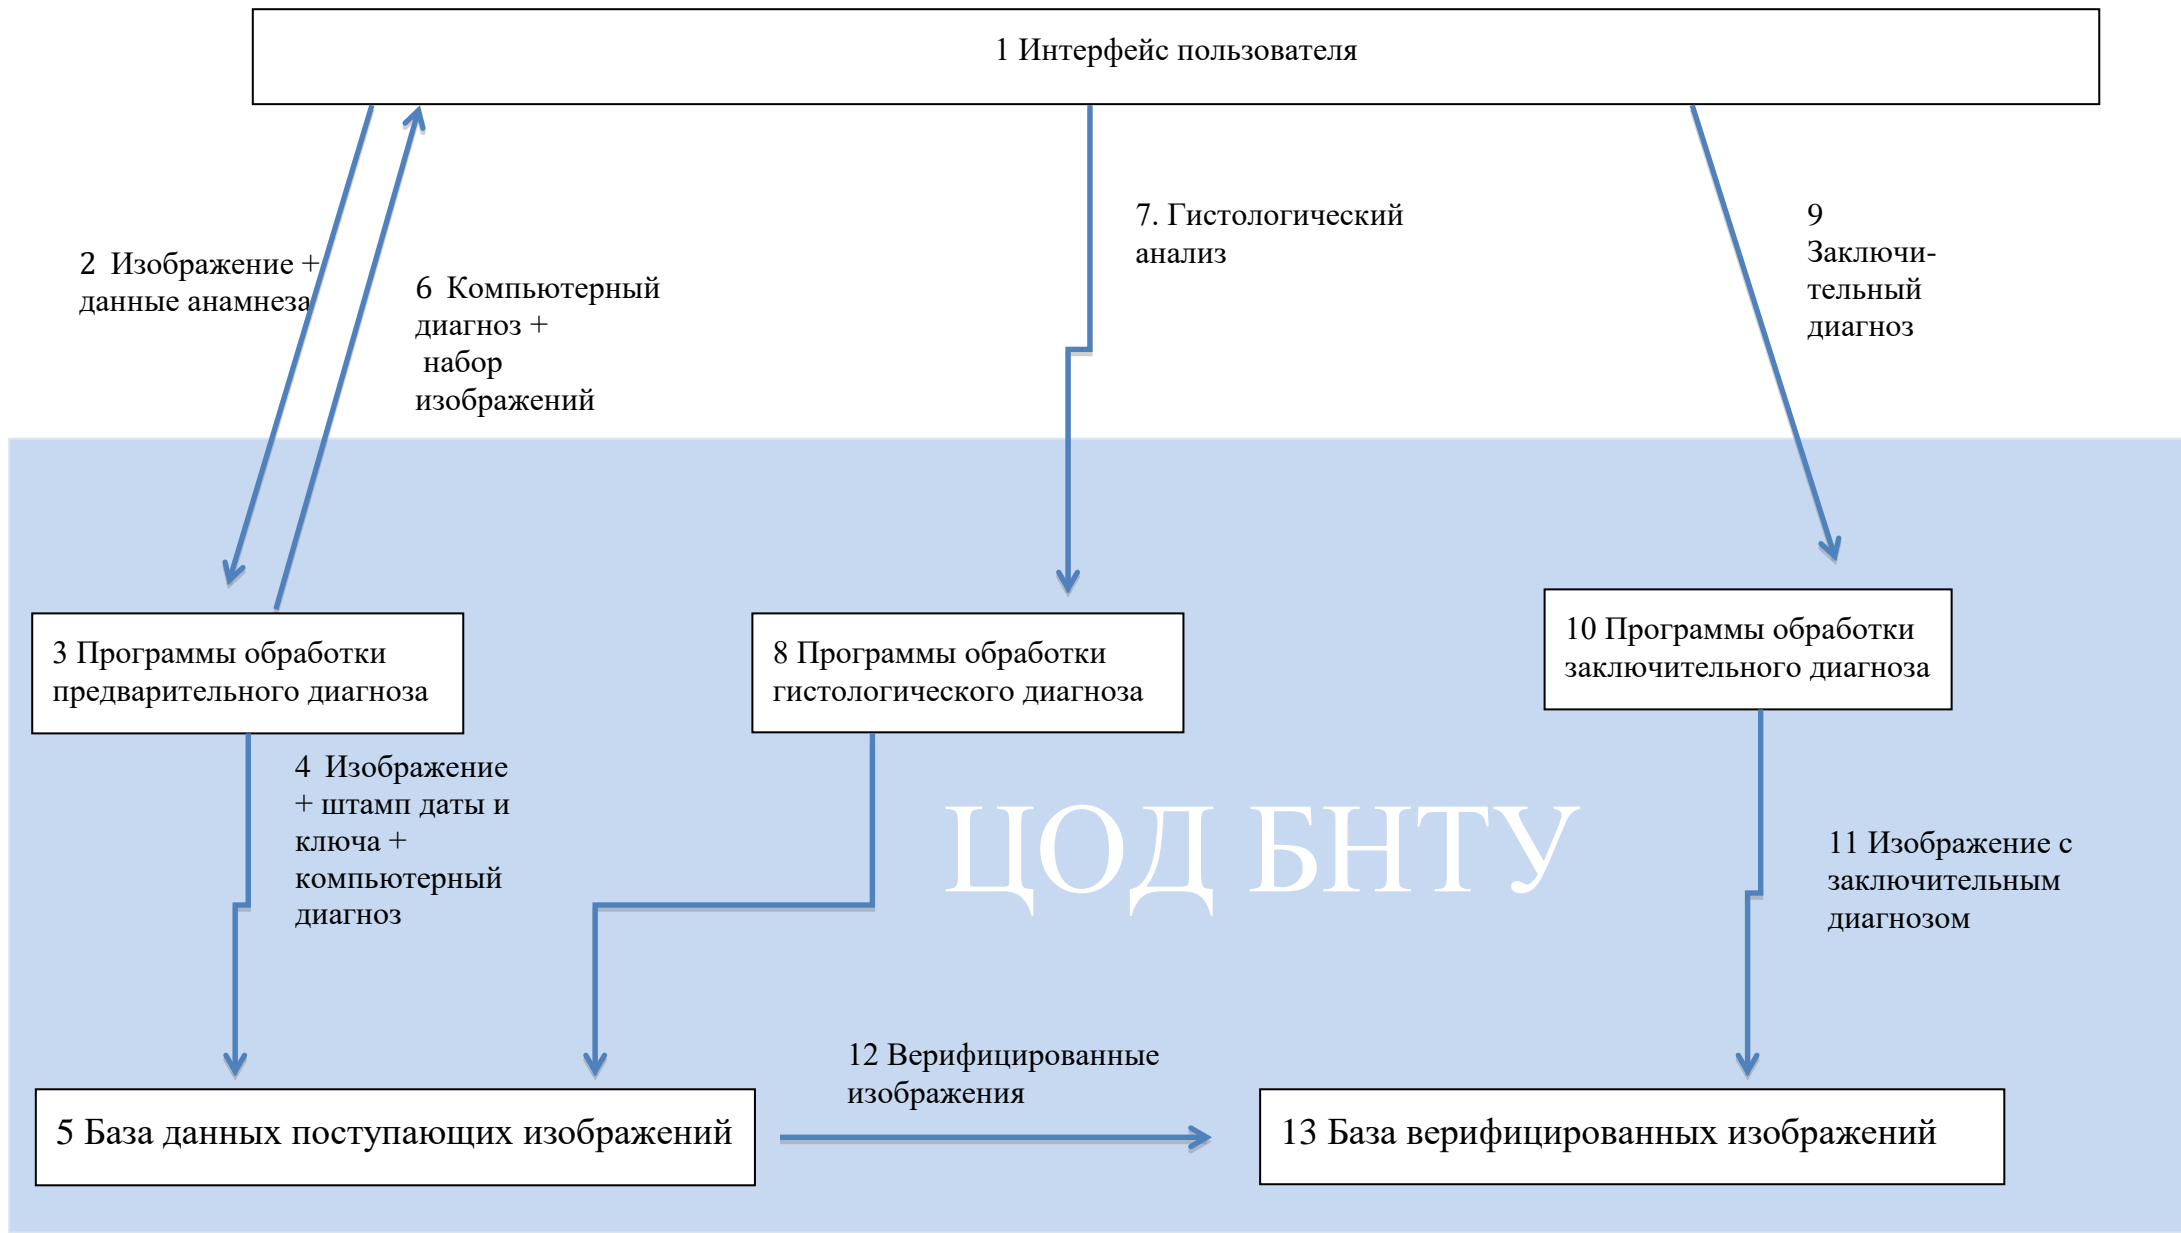 1 Интерфейс пользователя
2 Изображение +
данные анамнеза
6 Компьютерный
диагноз +
набор
изображений
7. Гистологический
анализ
9
Заключи-
тельный
диагноз
3 Программы обработки
предварительного диагноза
8 Программы обработки
гистологического диагноза
10 Программы обработки
заключительного диагноза
4 Изображение
+ штамп даты и
ключа +
компьютерный
диагноз
ЦОД БНТУ
11 Изображение с
заключительным
диагнозом
12 Верифицированные
изображения
5 База данных поступающих изображений
13 База верифицированных изображений